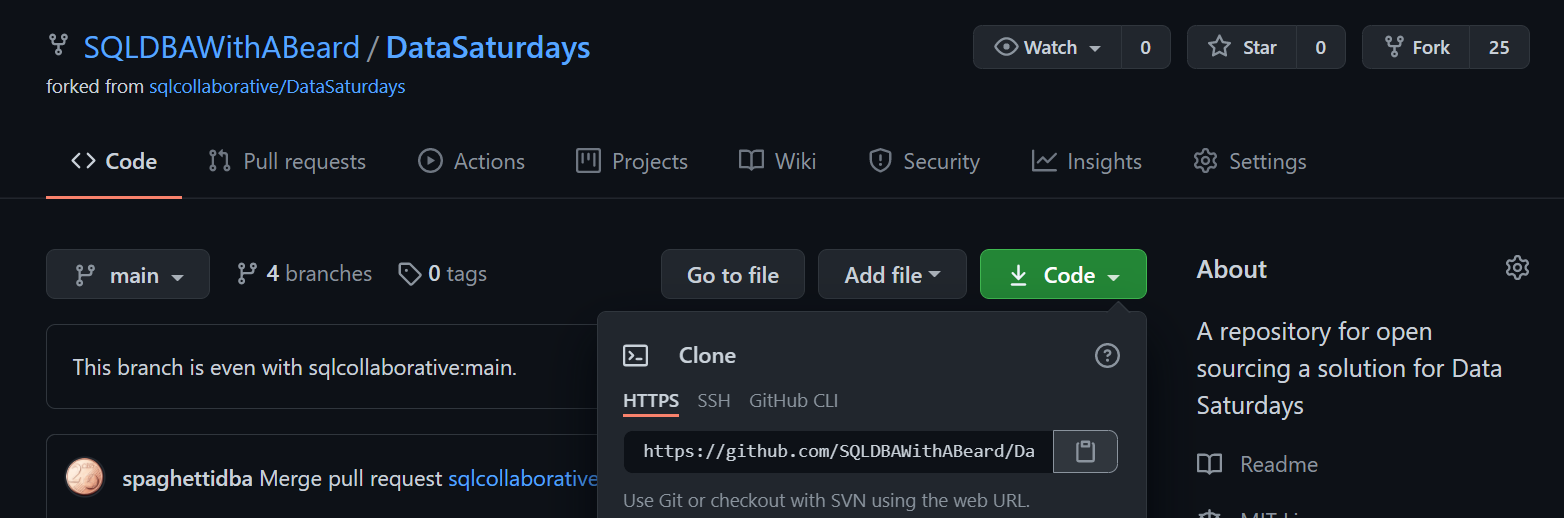 SQLDBAWithABeard / DataSaturdays
Watch 0
Star 0
Fork 25
forked from sqlcollaborative/DataSaturdays
Code Pull requests Actions Projects Wiki Security Insights Settings
main 4 branches 0 tags Go to file Add file Code
About
This branch is even with sqlcollaborative:main.
Clone
HTTPS SSH GitHub CLI
https://github.com/SQLDBAWithABeard/Da
Use Git or checkout with SVN using the web URL.
spaghettidba Merge pull request sqlcollaborative
A repository for open
sourcing a solution for Data
Saturdays
Readme